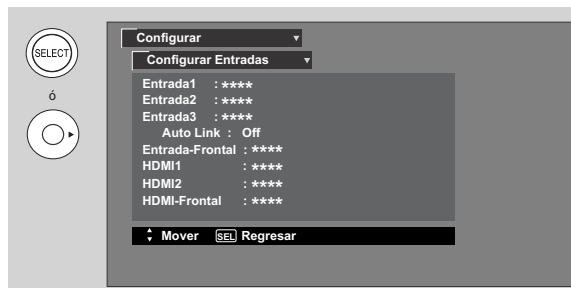 SELECT
ó
Configurar
Configurar Entradas
Entrada1 : ****
Entrada2 : ****
Entrada3 : ****
Auto Link : Off
Entrada-Frontal : ****
HDMI1 : ****
HDMI2 : ****
HDMI-Frontal : ****
Mover SEL Regresar